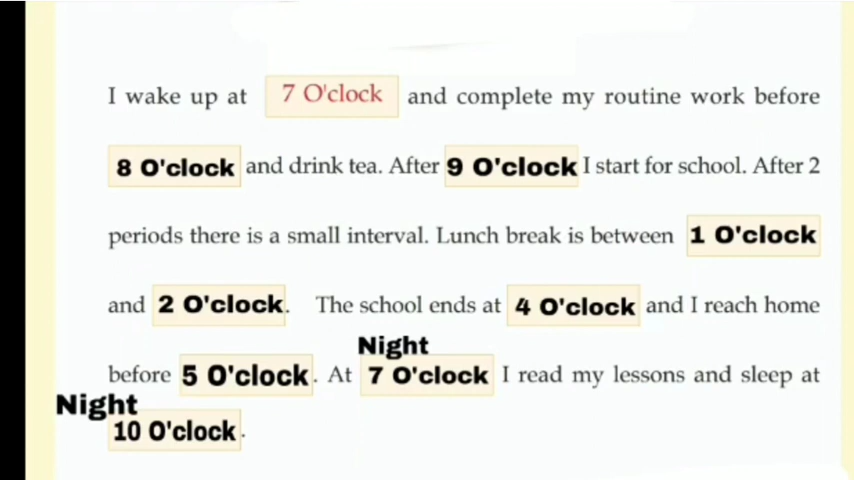 I wake up at 7 O'clock and complete my routine work before
8 O'clock and drink tea. After 9 O'clock I start for school. After 2
periods there is a small interval. Lunch break is between 1 O'clock
and 2 O'clock. The school ends at 4 O'clock and I reach home
Night
before 5 O'clock. At 7 O'clock I read my lessons and sleep at
Night
10 O'clock.